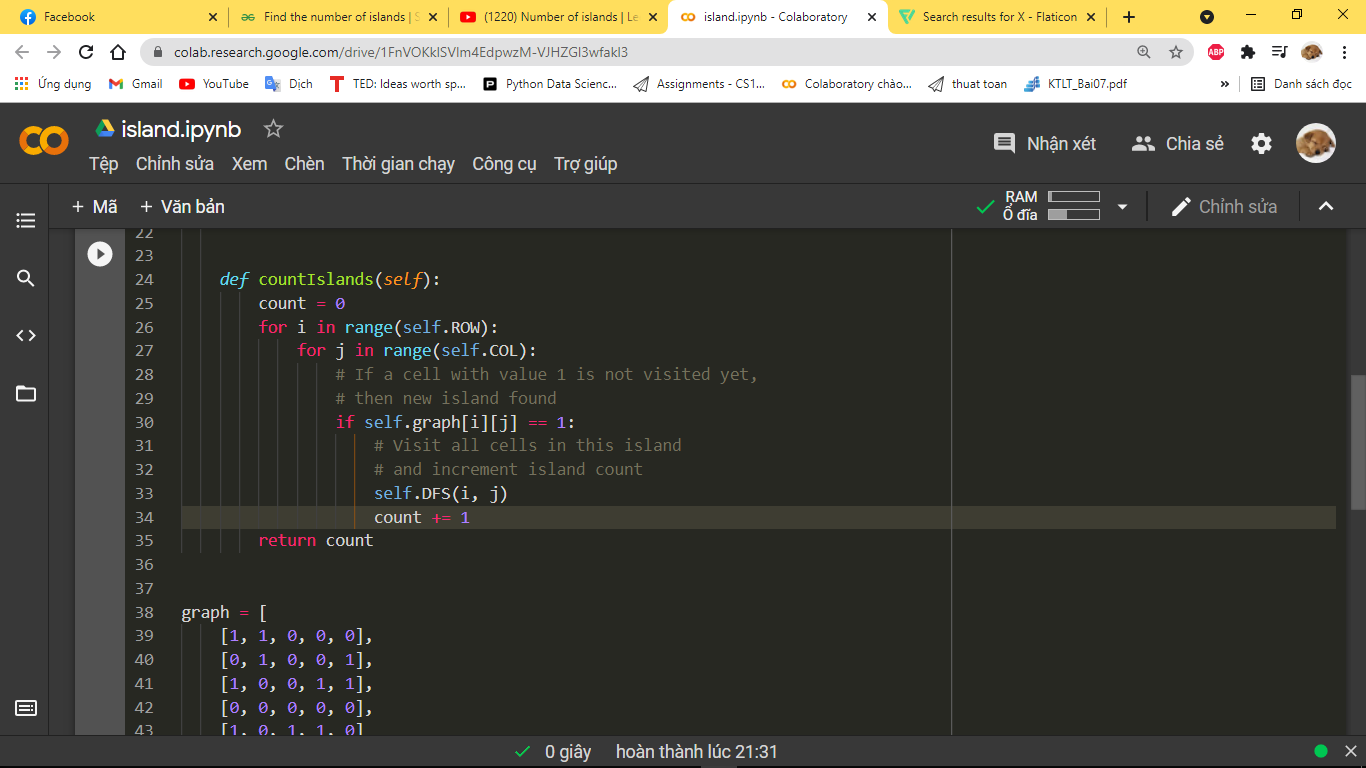 Facebook
Find the number of islands | S
(1220) Number of islands | Le
island.ipynb - Colaboratory
Search results for X - Flaticon
colab.research.google.com/drive/1FnVOKklSVlm4EdpwzM-VJHZGl3wfakl3
Ứng dụng
Gmail
YouTube
Dịch
TED: Ideas worth sp...
Python Data Scienc...
Assignments - CS1...
Colaboratory chào...
thuat toan
KTLT_Bai07.pdf
»
Danh sách đọc
island.ipynb
Tệp Chỉnh sửa Xem Chèn Thời gian chạy Công cụ Trợ giúp
Nhận xét
Chia sẻ
+ Mã + Văn bản
RAM
Ổ đĩa
Chỉnh sửa
22
23
24 def countIslands(self):
25 count = 0
26 for i in range(self.ROW):
27 for j in range(self.COL):
28 # If a cell with value 1 is not visited yet,
29 # then new island found
30 if self.graph[i][j] == 1:
31 # Visit all cells in this island
32 # and increment island count
33 self.DFS(i, j)
34 count += 1
35 return count
36
37
38 graph = [
39 [1, 1, 0, 0, 0],
40 [0, 1, 0, 0, 1],
41 [1, 0, 0, 1, 1],
42 [0, 0, 0, 0, 0],
43 [1, 0, 1, 1, 0]
0 giây hoàn thành lúc 21:31